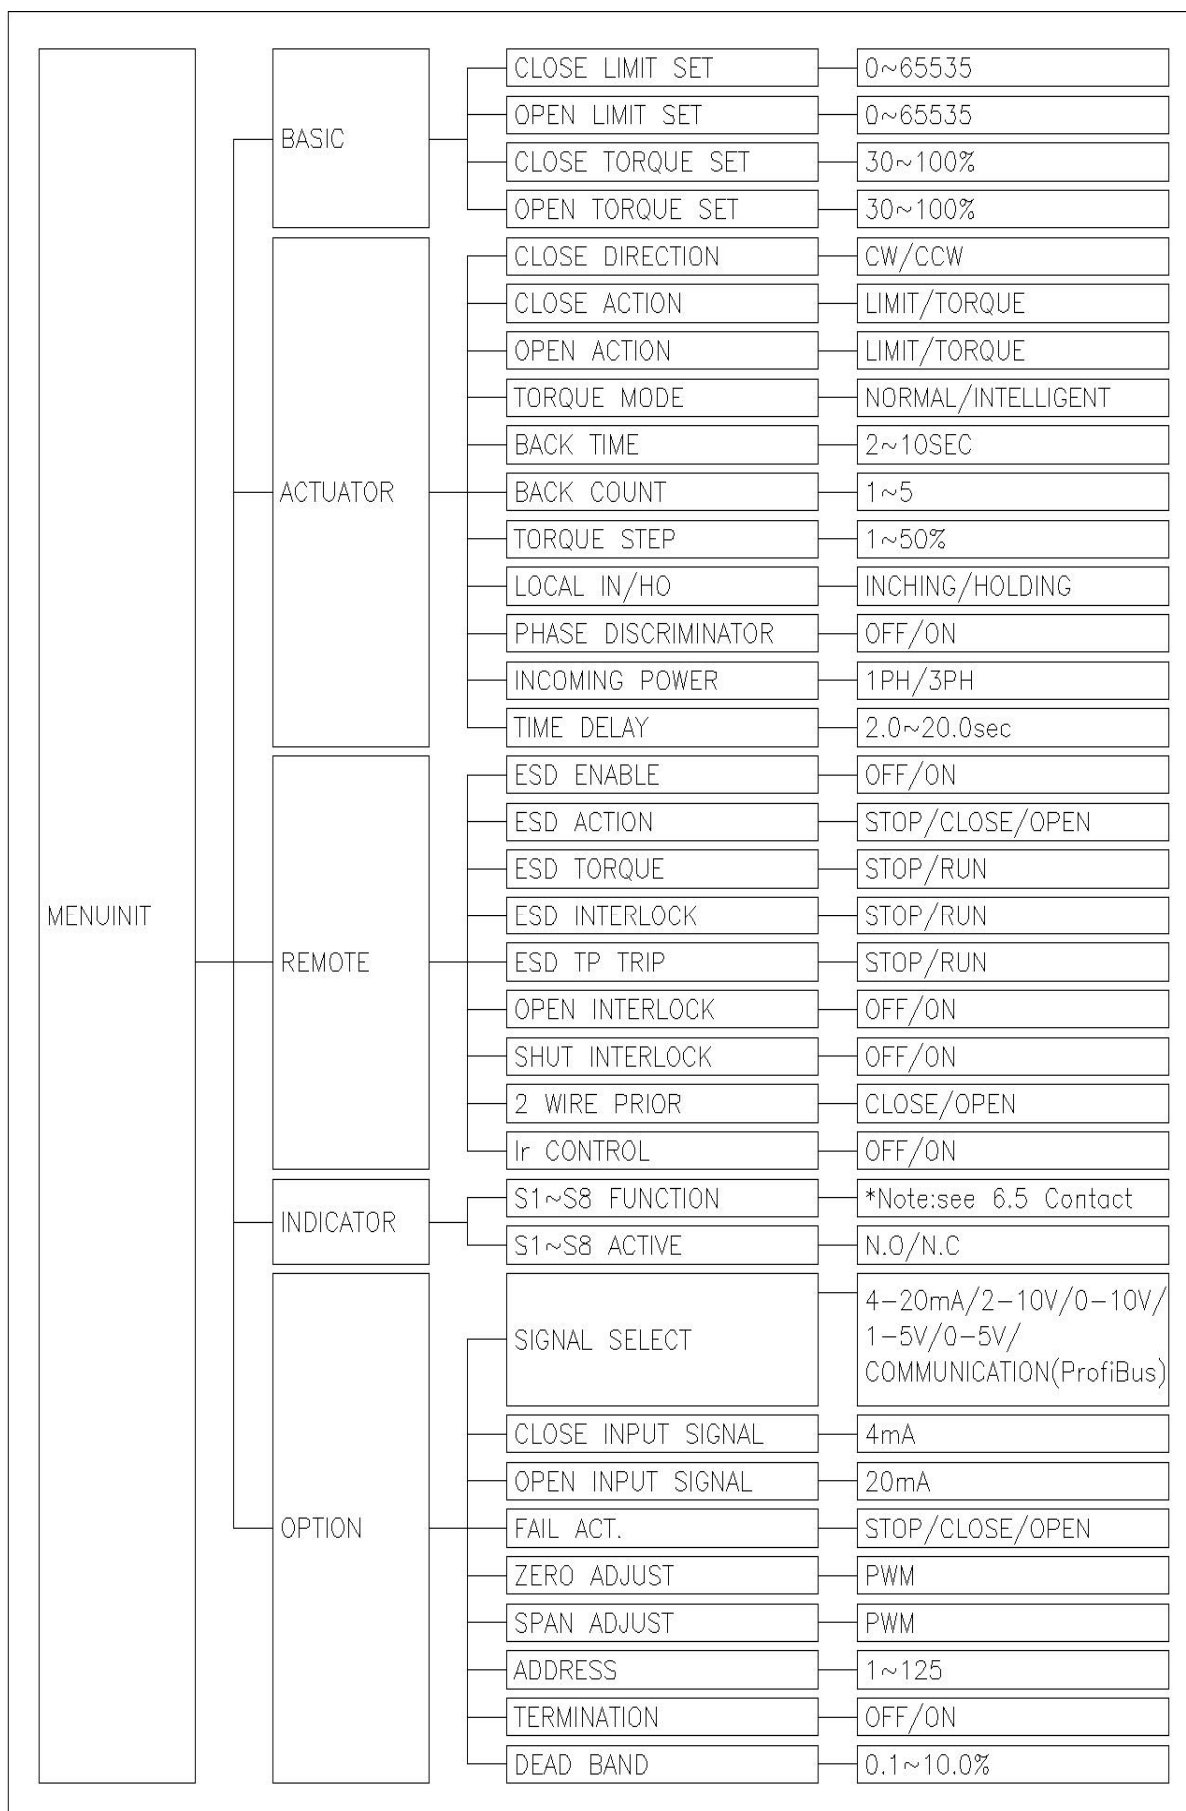 MENUINIT
BASIC
CLOSE LIMIT SET
0~65535
OPEN LIMIT SET
0~65535
CLOSE TORQUE SET
30~100%
OPEN TORQUE SET
30~100%
ACTUATOR
CLOSE DIRECTION
CW/CCW
CLOSE ACTION
LIMIT/TORQUE
OPEN ACTION
LIMIT/TORQUE
TORQUE MODE
NORMAL/INTELLIGENT
BACK TIME
2~10SEC
BACK COUNT
1~5
TORQUE STEP
1~50%
LOCAL IN/HO
INCHING/HOLDING
PHASE DISCRIMINATOR
OFF/ON
INCOMING POWER
1PH/3PH
TIME DELAY
2.0~20.0sec
REMOTE
ESD ENABLE
OFF/ON
ESD ACTION
STOP/CLOSE/OPEN
ESD TORQUE
STOP/RUN
ESD INTERLOCK
STOP/RUN
ESD TP TRIP
STOP/RUN
OPEN INTERLOCK
OFF/ON
SHUT INTERLOCK
OFF/ON
2 WIRE PRIOR
CLOSE/OPEN
Ir CONTROL
OFF/ON
INDICATOR
S1~S8 FUNCTION
*Note:see 6.5 Contact
S1~S8 ACTIVE
N.O/N.C
OPTION
SIGNAL SELECT
4-20mA/2-10V/0-10V/
1-5V/0-5V/
COMMUNICATION(ProfiBus)
CLOSE INPUT SIGNAL
4mA
OPEN INPUT SIGNAL
20mA
FAIL ACT.
STOP/CLOSE/OPEN
ZERO ADJUST
PWM
SPAN ADJUST
PWM
ADDRESS
1~125
TERMINATION
OFF/ON
DEAD BAND
0.1~10.0%